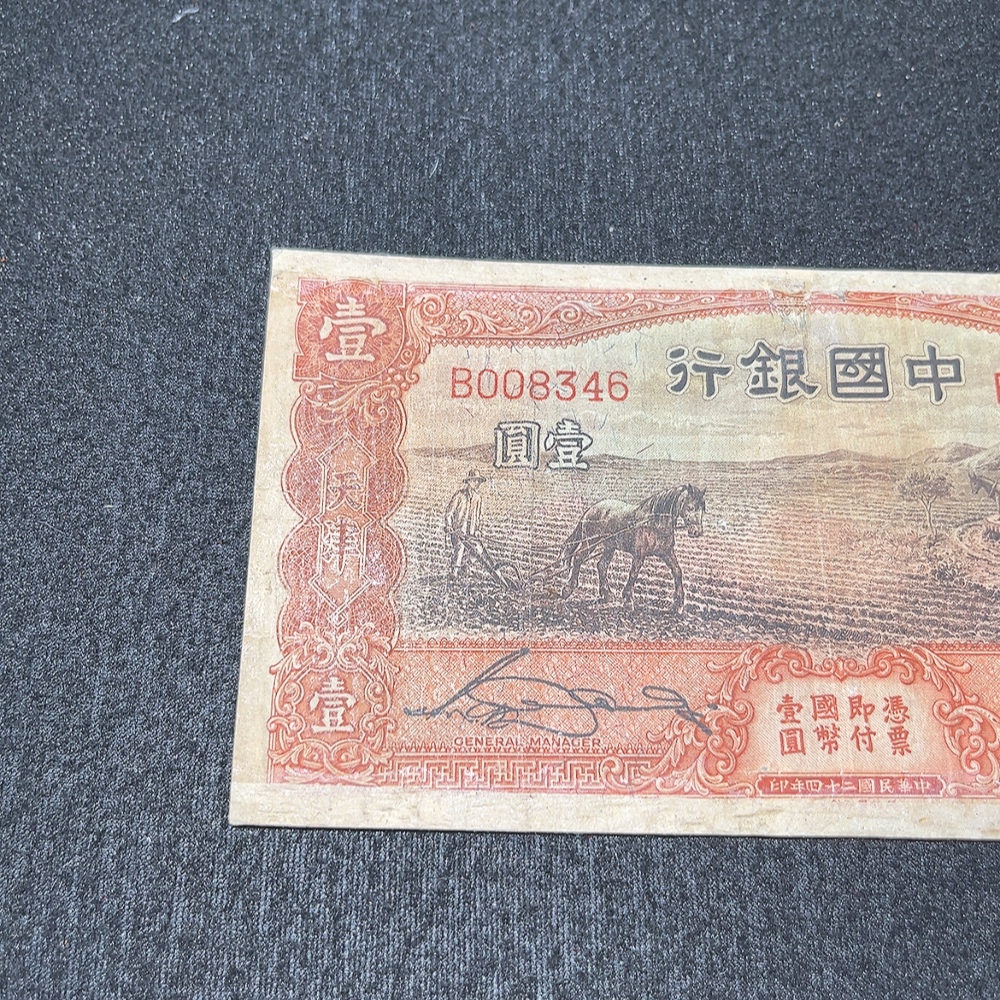 壹
中國銀行
B008346
壹圓
天津
壹
GENERAL MANAGER
憑票
即付
國幣
壹圓
中華民國二十四年印